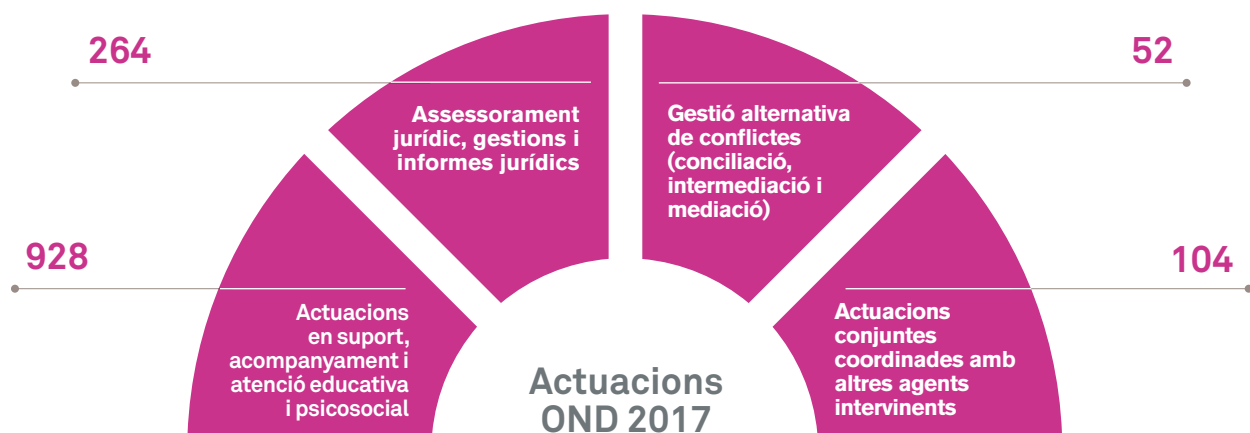 264
Assessorament
jurídic, gestions i
informes jurídics
52
Gestió alternativa
de conflictes
(conciliació,
intermediació i
mediació)
928
Actuacions
en suport,
acompanyament i
atenció educativa
i psicosocial
104
Actuacions
conjuntes
coordinades amb
altres agents
intervinents
Actuacions
OND 2017